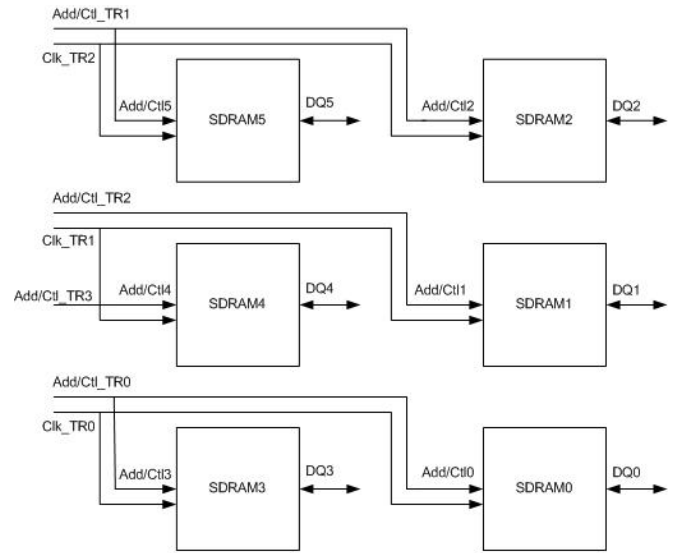 Add/Ctl_TR1
Clk_TR2
Add/Ctl5
SDRAM5
DQ5
Add/Ctl2
SDRAM2
DQ2
Add/Ctl_TR2
Clk_TR1
Add/Ctl_TR3
Add/Ctl4
SDRAM4
DQ4
Add/Ctl1
SDRAM1
DQ1
Add/Ctl_TR0
Clk_TR0
Add/Ctl3
SDRAM3
DQ3
Add/Ctl0
SDRAM0
DQ0